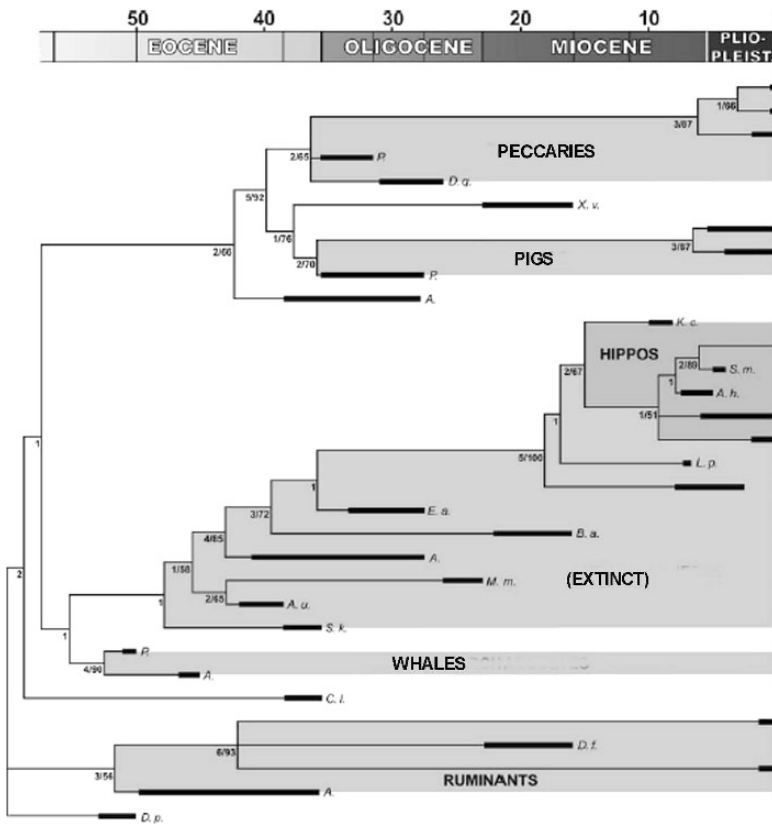 50 40 30 20 10
EOCENE OLIGOCENE MIOCENE PLIO-
PLEIST
1/66
3/87
2/65 P. PECCARIES
D. q.
5/92
X. v.
1/76
3/87
2/66 2/70 P. PIGS
A.
K. c.
HIPPOS
2/67
2/89 S. m.
1 A. h.
1/51
1
1
5/100 L. p.
1
3/72 E. a.
B. a.
4/85
A.
1/58
M. m. (EXTINCT)
2 2/65 A. u.
1
S. k.
1
P. WHALES
4/90 A.
C. l.
6/93 D. f.
3/56 RUMINANTS
A.
D. p.